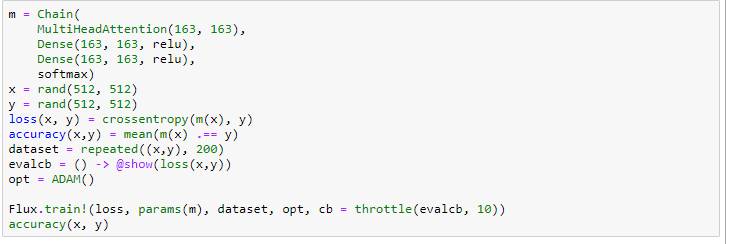 m = Chain(
    MultiHeadAttention(163, 163),
    Dense(163, 163, relu),
    Dense(163, 163, relu),
    softmax)
x = rand(512, 512)
y = rand(512, 512)
loss(x, y) = crossentropy(m(x), y)
accuracy(x,y) = mean(m(x) .== y)
dataset = repeated((x,y), 200)
evalcb = () -> @show(loss(x,y))
opt = ADAM()

Flux.train!(loss, params(m), dataset, opt, cb = throttle(evalcb, 10))
accuracy(x, y)